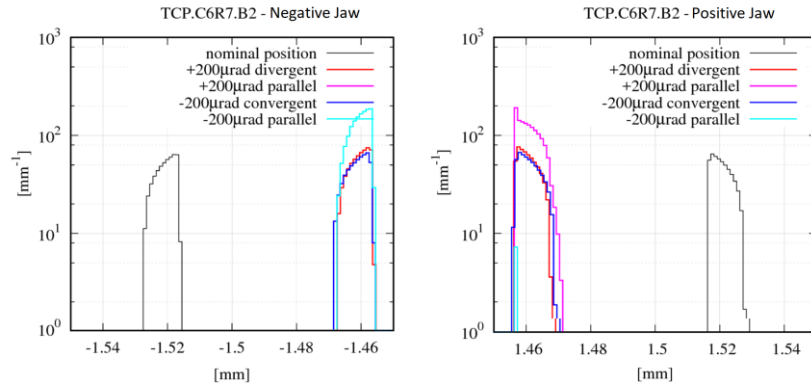 TCP.C6R7.B2 - Negative Jaw
10³
10²
10¹
10⁰
[mm⁻¹]
nominal position
+200μrad divergent
+200μrad parallel
-200μrad convergent
-200μrad parallel
-1.54 -1.52 -1.5 -1.48 -1.46
[mm]
TCP.C6R7.B2 - Positive Jaw
10³
10²
10¹
10⁰
[mm⁻¹]
nominal position
+200μrad divergent
+200μrad parallel
-200μrad convergent
-200μrad parallel
1.46 1.48 1.5 1.52 1.54
[mm]